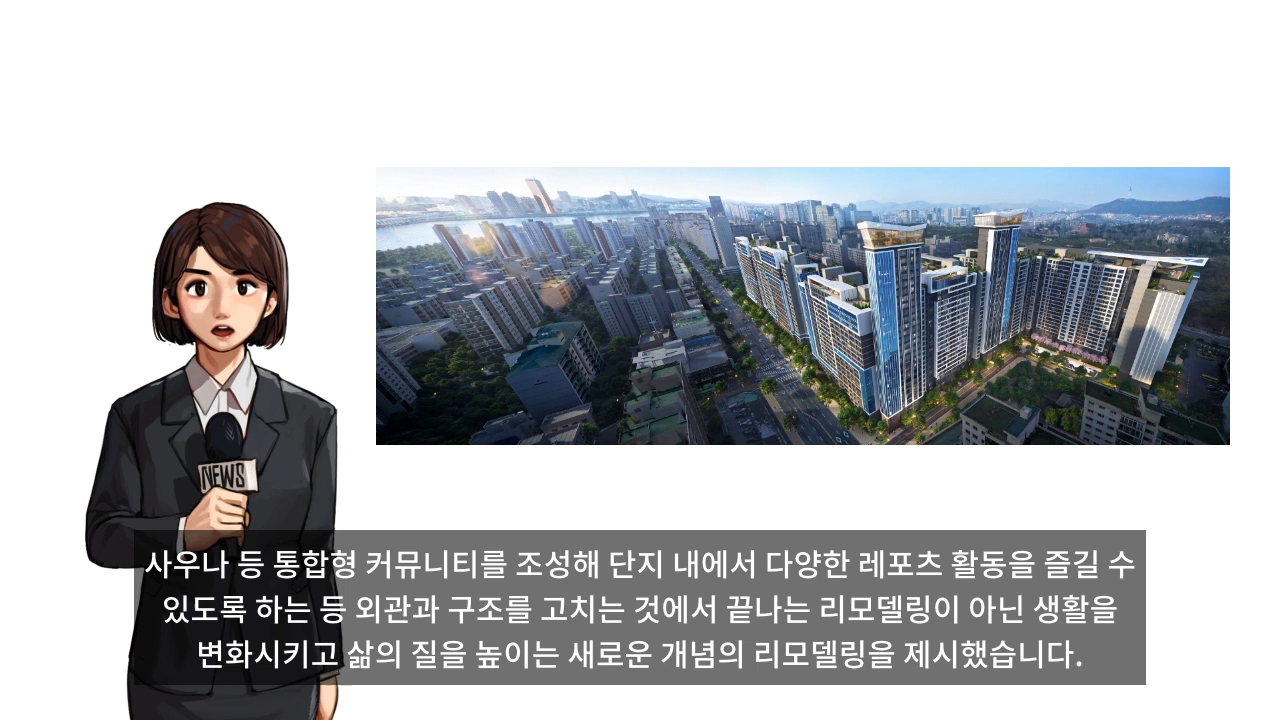 NEWS
사우나 등 통합형 커뮤니티를 조성해 단지 내에서 다양한 레포츠 활동을 즐길 수
있도록 하는 등 외관과 구조를 고치는 것에서 끝나는 리모델링이 아닌 생활을
변화시키고 삶의 질을 높이는 새로운 개념의 리모델링을 제시했습니다.